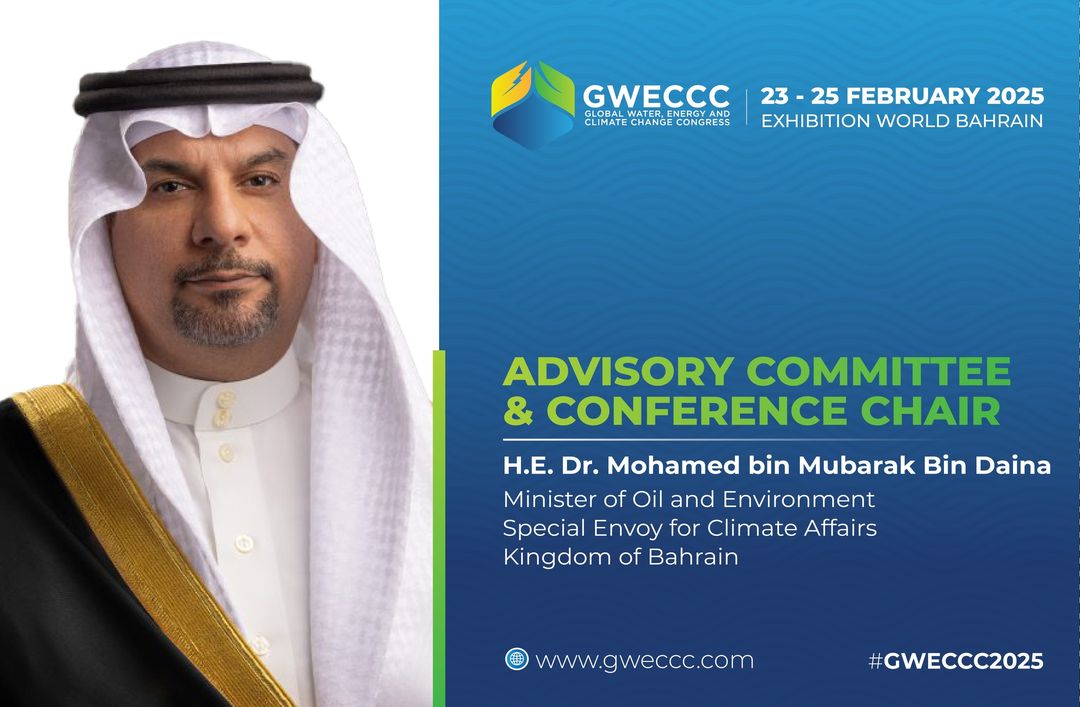 GWECCC
GLOBAL WATER, ENERGY AND
CLIMATE CHANGE CONGRESS
23 - 25 FEBRUARY 2025
EXHIBITION WORLD BAHRAIN
ADVISORY COMMITTEE
& CONFERENCE CHAIR
H.E. Dr. Mohamed bin Mubarak Bin Daina
Minister of Oil and Environment
Special Envoy for Climate Affairs
Kingdom of Bahrain
www.gweccc.com
#GWECCC2025